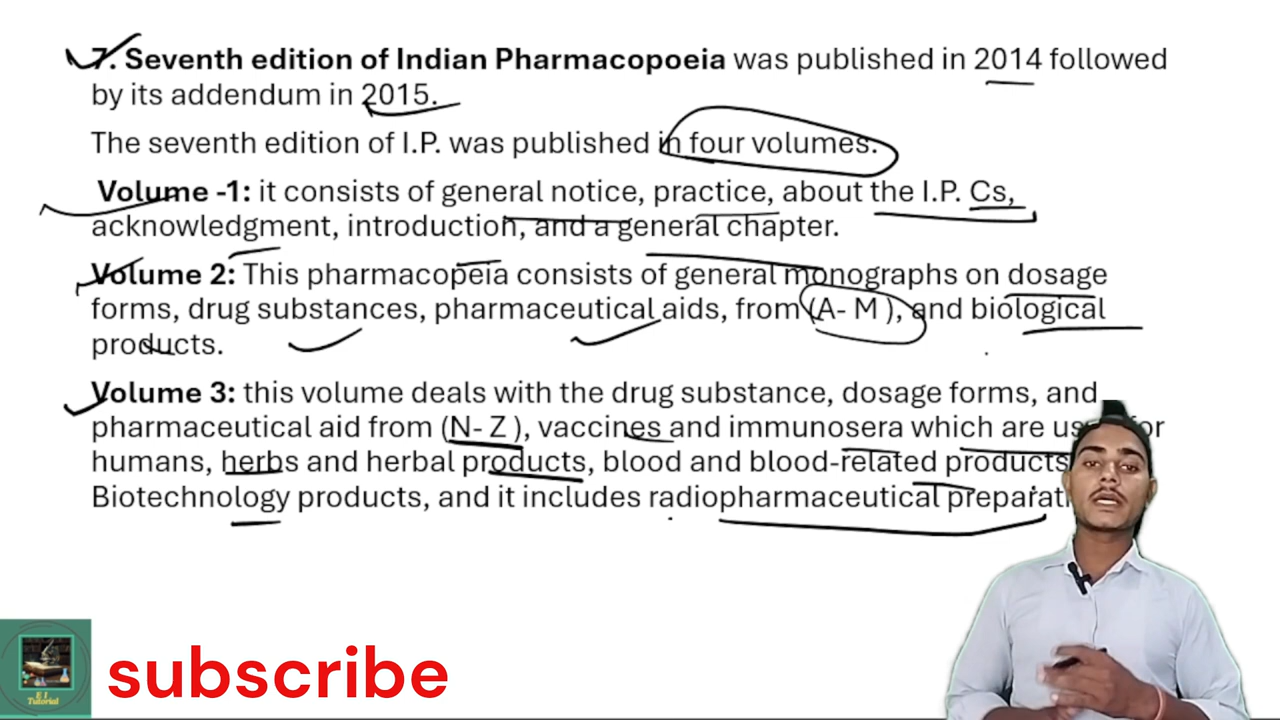 7. Seventh edition of Indian Pharmacopoeia was published in 2014 followed
by its addendum in 2015.
The seventh edition of I.P. was published in four volumes.
Volume -1: it consists of general notice, practice, about the I.P. Cs,
acknowledgment, introduction, and a general chapter.
Volume 2: This pharmacopeia consists of general monographs on dosage
forms, drug substances, pharmaceutical aids, from (A- M ), and biological
products.
Volume 3: this volume deals with the drug substance, dosage forms, and
pharmaceutical aid from (N- Z ), vaccines and immunosera which are used for
humans, herbs and herbal products, blood and blood-related products
Biotechnology products, and it includes radiopharmaceutical
subscribe
E I
Tutorial